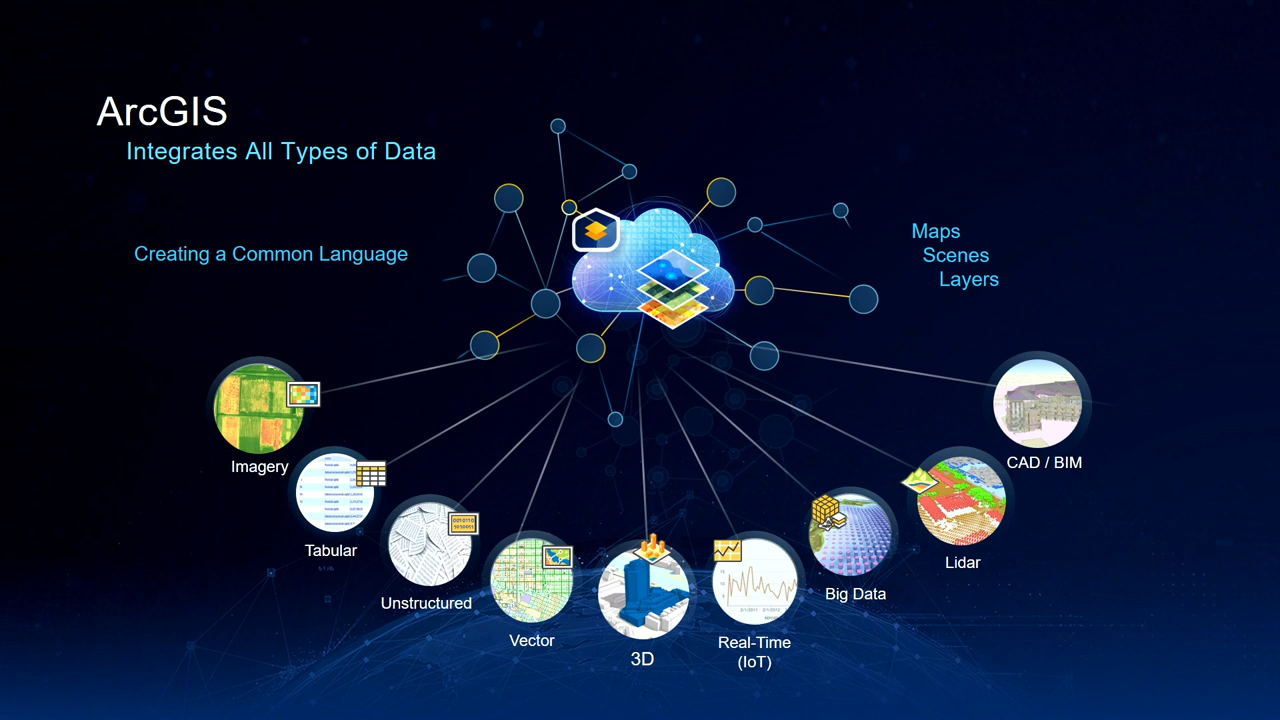 ArcGIS
Integrates All Types of Data
Creating a Common Language
Maps
Scenes
Layers
Imagery
Tabular
Unstructured
Vector
3D
Real-Time
(IoT)
Big Data
Lidar
CAD / BIM